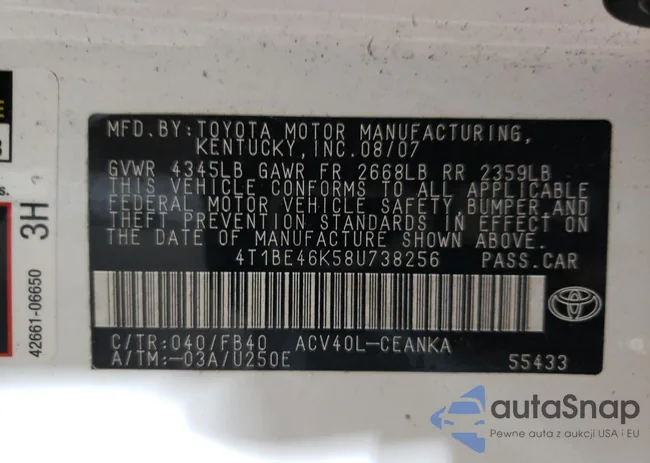 MFD.BY:TOYOTA MOTOR MANUFACTURING,
KENTUCKY,INC.08/07
GVWR 4345LB GAWR FR 2668LB RR 2359LB
THIS VEHICLE CONFORMS TO ALL APPLICABLE
FEDERAL MOTOR VEHICLE SAFETY,BUMPER AND
THEFT PREVENTION STANDARDS IN EFFECT ON
THE DATE OF MANUFACTURE SHOWN ABOVE.
4T1BE46K58U738256 PASS.CAR
C/TR:040/FB40 ACV40L-CEANKA
A/TM:-03A/U250E 55433
42661-06650
3H
s.
autaSnap
Pewne auta z aukcji USA i EU